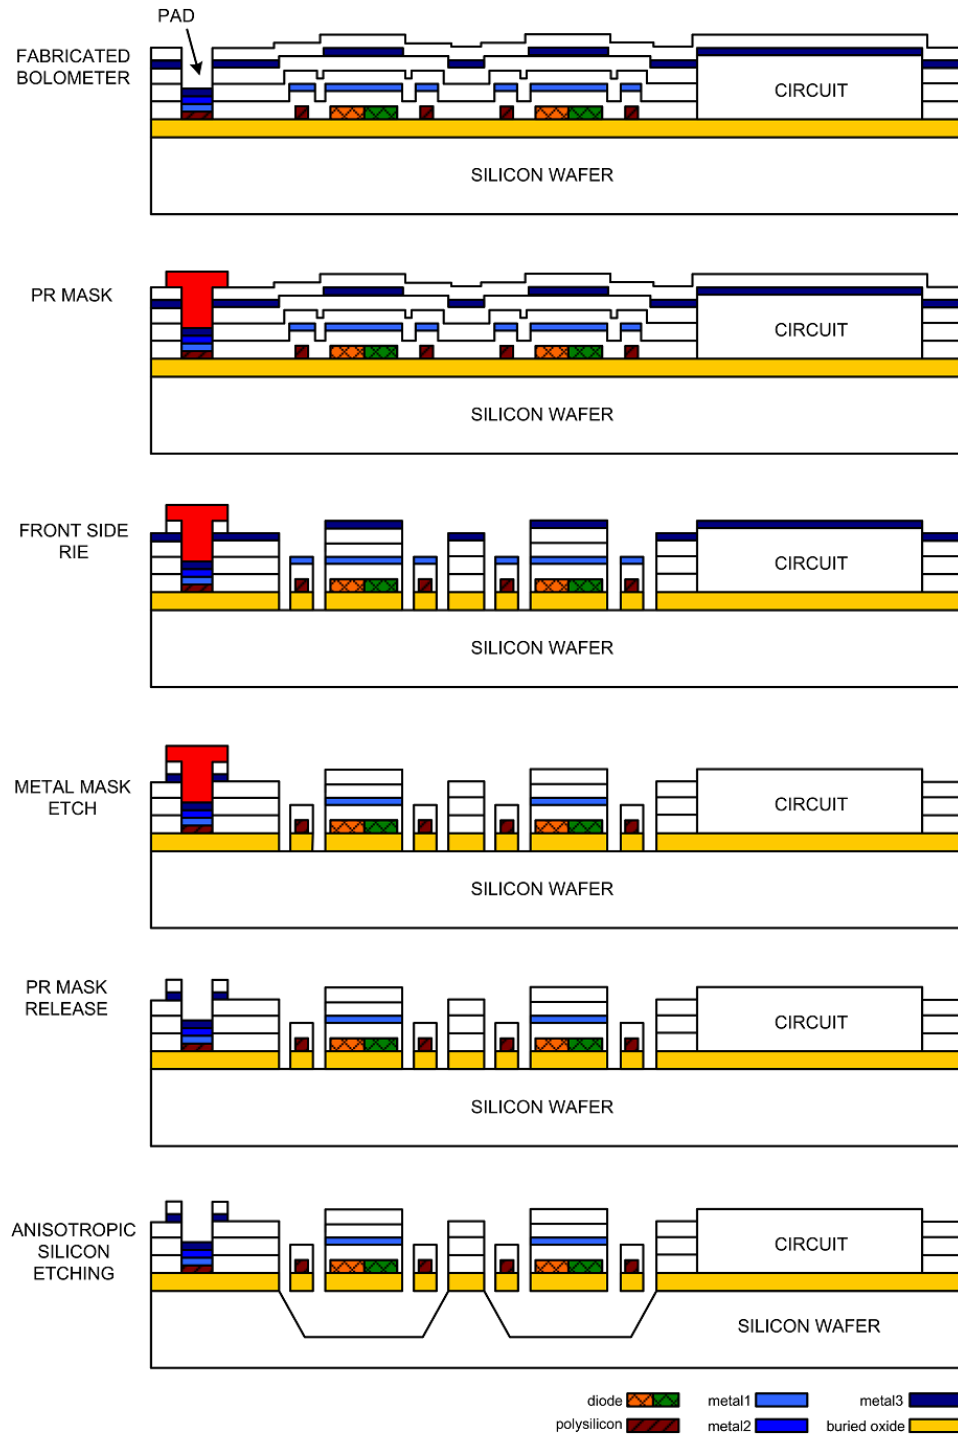 PAD
FABRICATED
BOLOMETER
CIRCUIT
SILICON WAFER
PR MASK
CIRCUIT
SILICON WAFER
FRONT SIDE
RIE
CIRCUIT
SILICON WAFER
METAL MASK
ETCH
CIRCUIT
SILICON WAFER
PR MASK
RELEASE
CIRCUIT
SILICON WAFER
ANISOTROPIC
SILICON
ETCHING
CIRCUIT
SILICON WAFER
diode metal1 metal3
polysilicon metal2 buried oxide